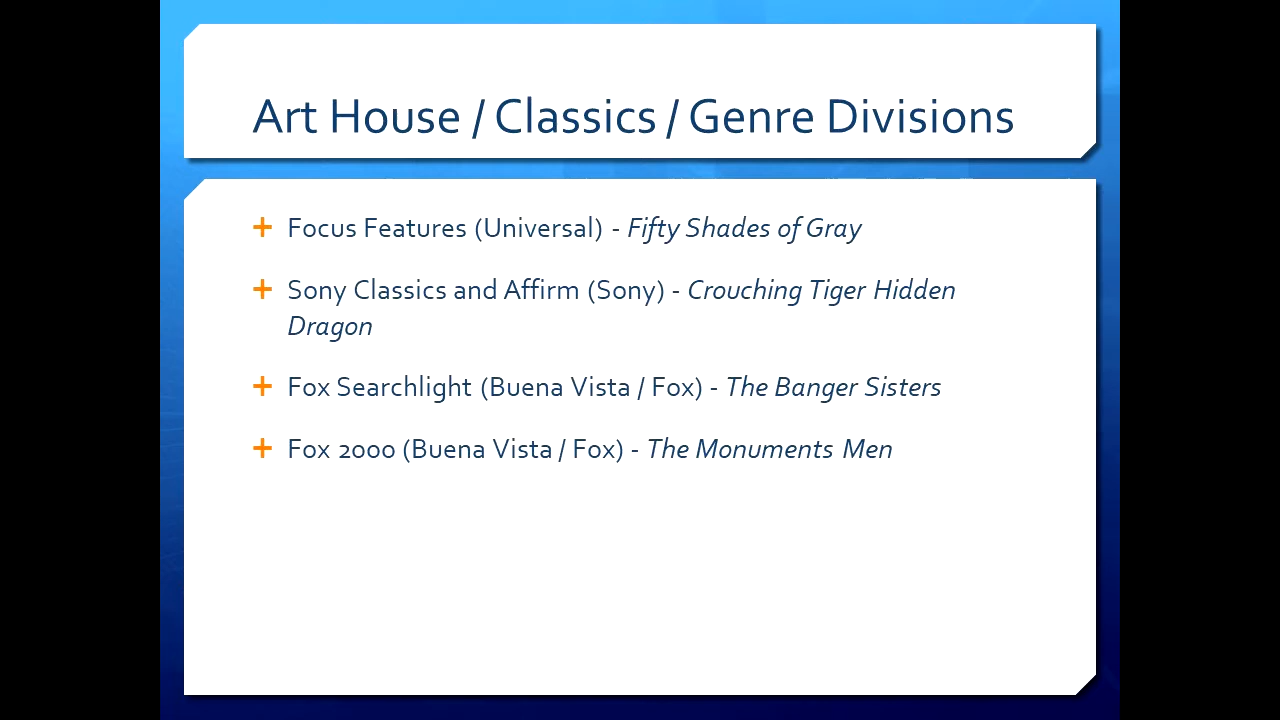 Art House / Classics / Genre Divisions
+ Focus Features (Universal) - Fifty Shades of Gray
+ Sony Classics and Affirm (Sony) - Crouching Tiger Hidden
Dragon
+ Fox Searchlight (Buena Vista / Fox) - The Banger Sisters
+ Fox 2000 (Buena Vista / Fox) - The Monuments Men